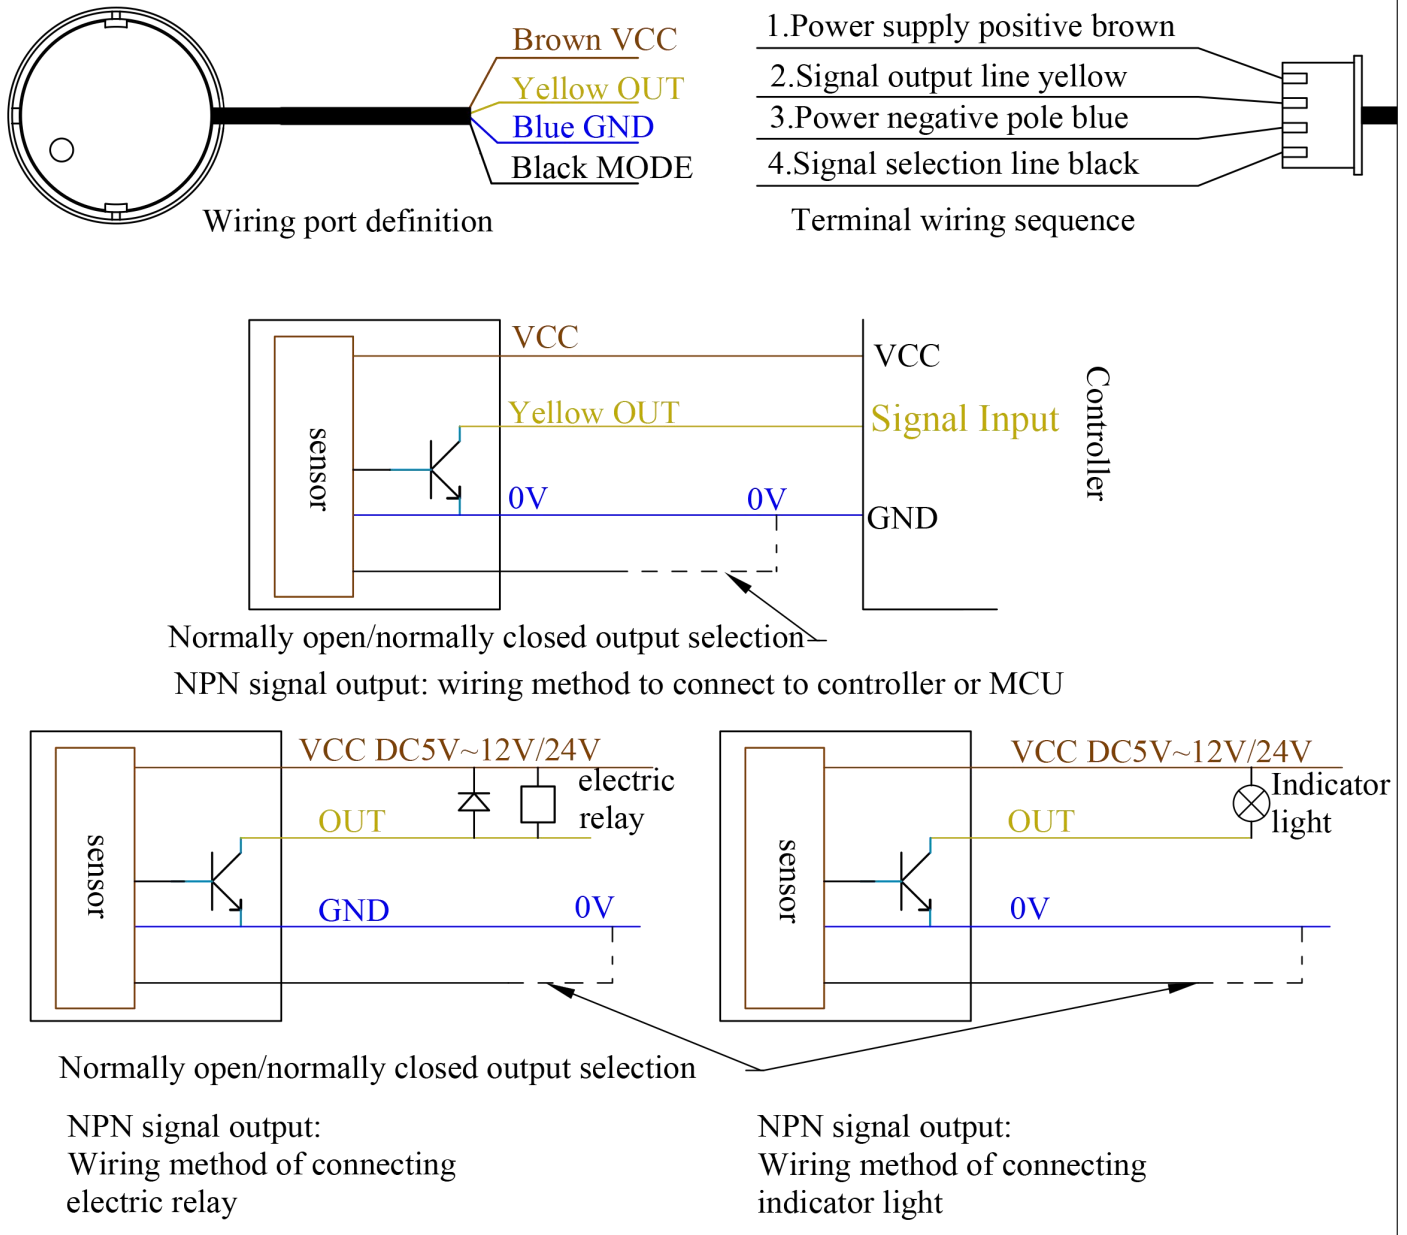 Brown VCC
Yellow OUT
Blue GND
Black MODE
Wiring port definition
1.Power supply positive brown
2.Signal output line yellow
3.Power negative pole blue
4.Signal selection line black
Terminal wiring sequence
sensor
VCC
Yellow OUT
0V
0V
VCC
Signal Input
GND
Controller
Normally open/normally closed output selection
NPN signal output: wiring method to connect to controller or MCU
sensor
VCC DC5V~12V/24V
electric
relay
OUT
GND
0V
sensor
VCC DC5V~12V/24V
Indicator
light
OUT
0V
Normally open/normally closed output selection
NPN signal output:
Wiring method of connecting
electric relay
NPN signal output:
Wiring method of connecting
indicator light